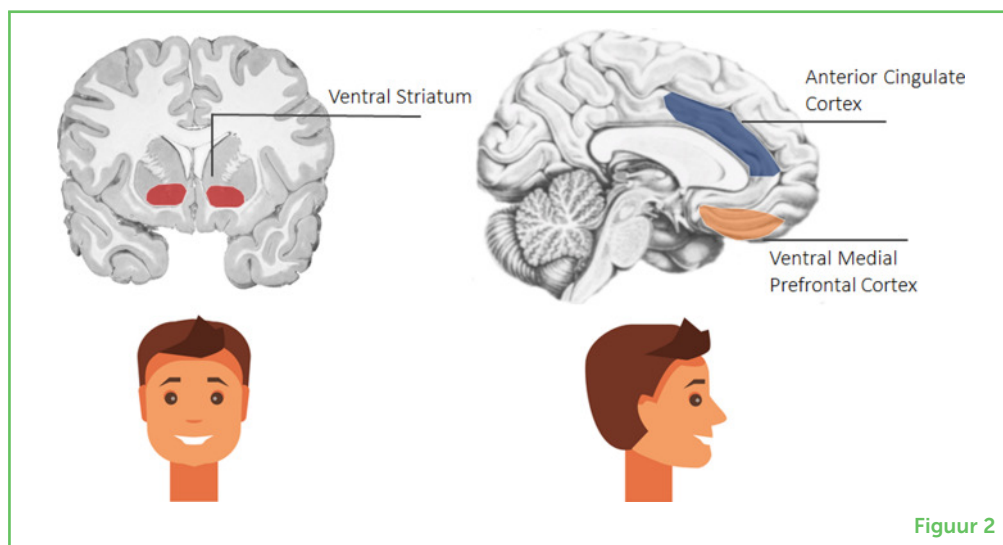 Ventral Striatum
Anterior Cingulate
Cortex
Ventral Medial
Prefrontal Cortex
Figuur 2